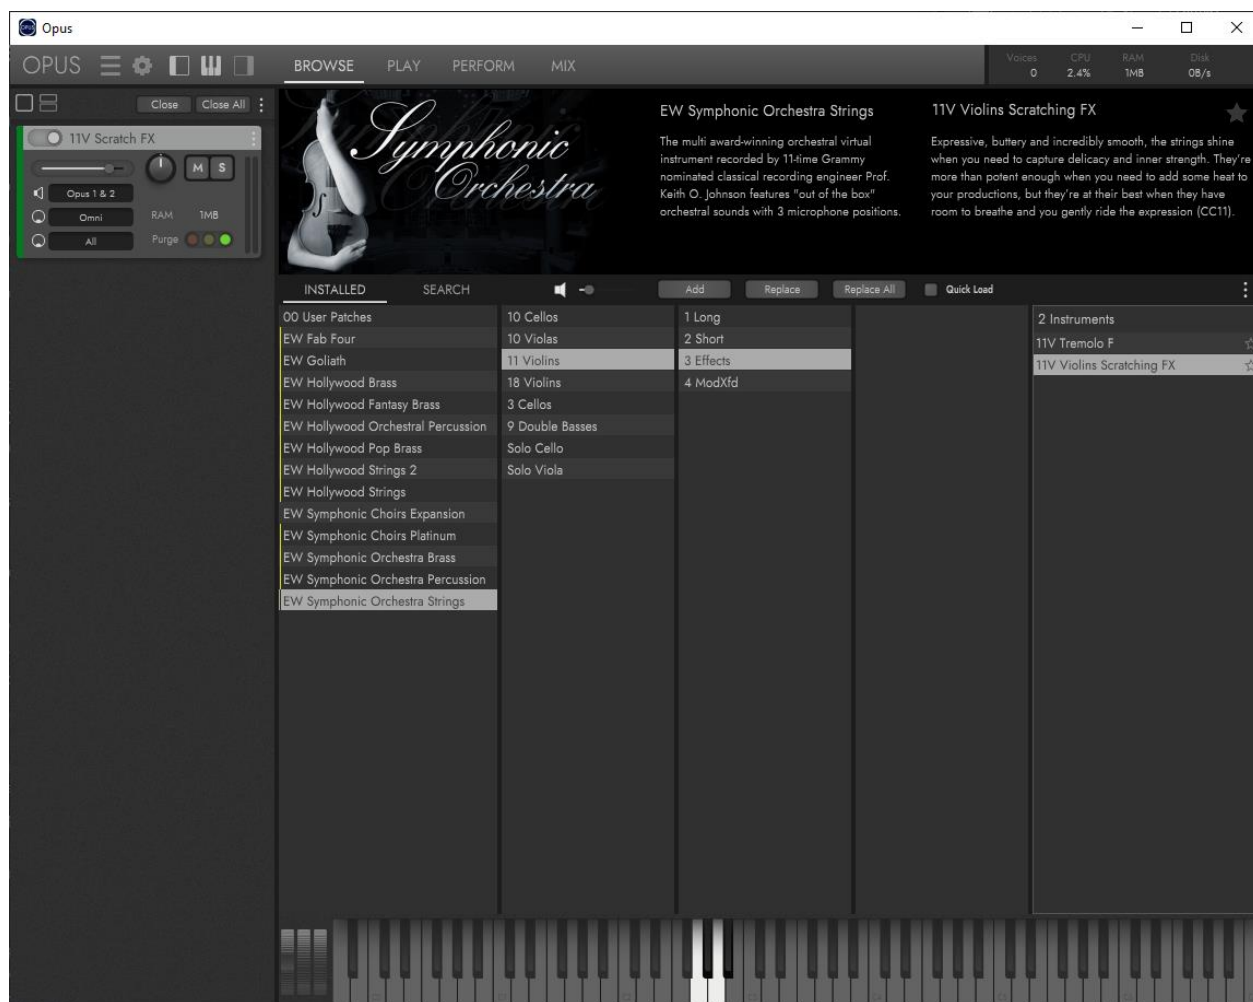 Opus
OPUS
BROWSE PLAY PERFORM MIX
Voices CPU RAM Disk
0 2.4% 1MB 0B/s
Close Close All
11V Scratch FX
M S
Opus 1 & 2
Omni RAM 1MB
All Purge
Symphonic
Orchestra
EW Symphonic Orchestra Strings
The multi award-winning orchestral virtual
instrument recorded by 11-time Grammy
nominated classical recording engineer Prof.
Keith O. Johnson features "out of the box"
orchestral sounds with 3 microphone positions.
11V Violins Scratching FX
Expressive, buttery and incredibly smooth, the strings shine
when you need to capture delicacy and inner strength. They're
more than potent enough when you need to add some heat to
your productions, but they're at their best when they have
room to breathe and you gently ride the expression (CC11).
INSTALLED SEARCH Add Replace Replace All Quick Load
00 User Patches
EW Fab Four
EW Goliath
EW Hollywood Brass
EW Hollywood Fantasy Brass
EW Hollywood Orchestral Percussion
EW Hollywood Pop Brass
EW Hollywood Strings 2
EW Hollywood Strings
EW Symphonic Choirs Expansion
EW Symphonic Choirs Platinum
EW Symphonic Orchestra Brass
EW Symphonic Orchestra Percussion
EW Symphonic Orchestra Strings
10 Cellos
10 Violas
11 Violins
18 Violins
3 Cellos
9 Double Basses
Solo Cello
Solo Viola
1 Long
2 Short
3 Effects
4 ModXfd
2 Instruments
11V Tremolo F
11V Violins Scratching FX